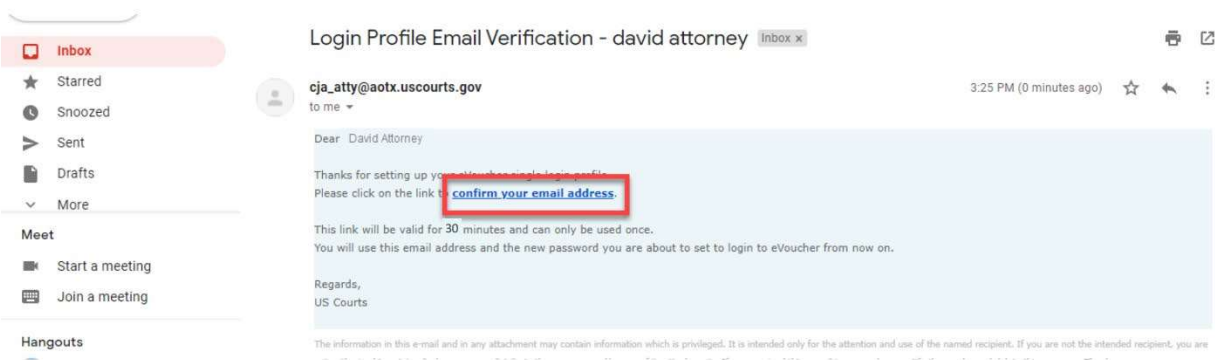 Inbox
Starred
Snoozed
Sent
Drafts
More
Meet
Start a meeting
Join a meeting
Hangouts
Login Profile Email Verification - david attorney Inbox x
cja_atty@aotx.uscourts.gov 3:25 PM (0 minutes ago)
to me
Dear David Attorney
Thanks for setting up your eVoucher single login profile.
Please click on the link to confirm your email address.
This link will be valid for 30 minutes and can only be used once.
You will use this email address and the new password you are about to set to login to eVoucher from now on.
Regards,
US Courts
The information in this e-mail and in any attachment may contain information which is privileged. It is intended only for the attention and use of the named recipient. If you are not the intended recipient, you are